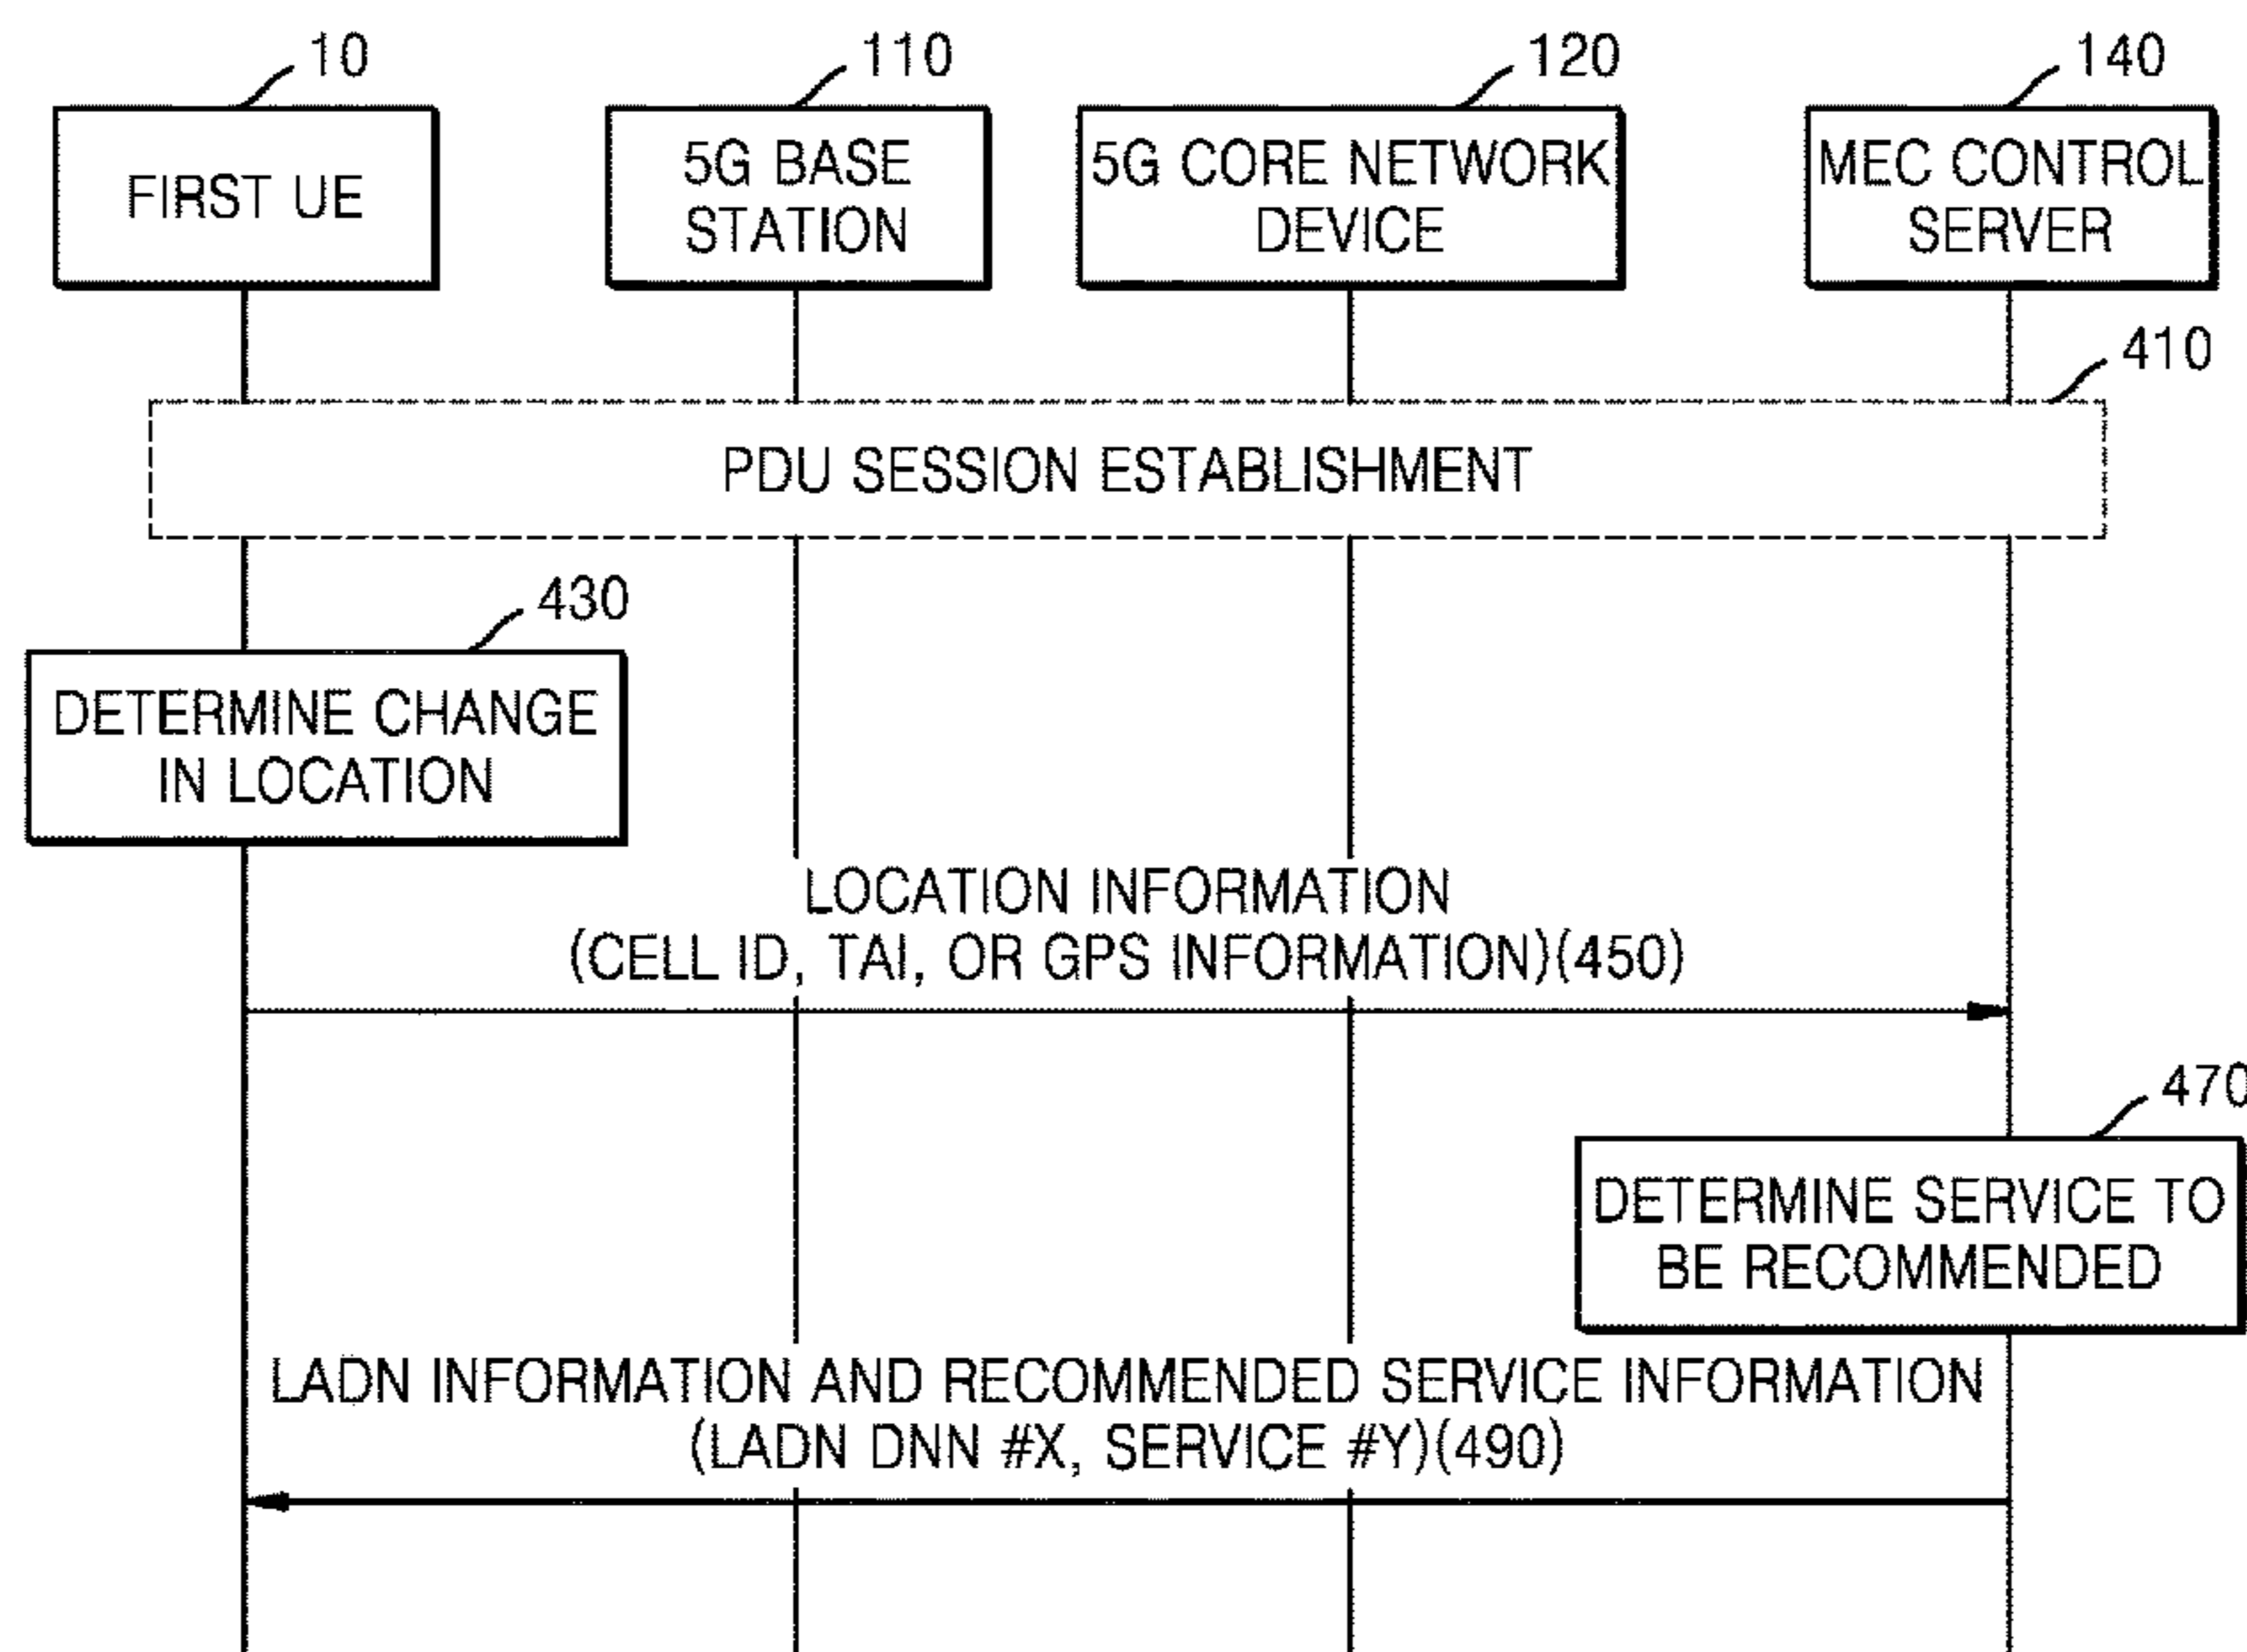 10
110
120
140
FIRST UE
5G BASE
STATION
5G CORE NETWORK
DEVICE
MEC CONTROL
SERVER
410
PDU SESSION ESTABLISHMENT
430
DETERMINE CHANGE
IN LOCATION
LOCATION INFORMATION
(CELL ID, TAI, OR GPS INFORMATION)(450)
470
DETERMINE SERVICE TO
BE RECOMMENDED
LADN INFORMATION AND RECOMMENDED SERVICE INFORMATION
(LADN DNN #X, SERVICE #Y)(490)